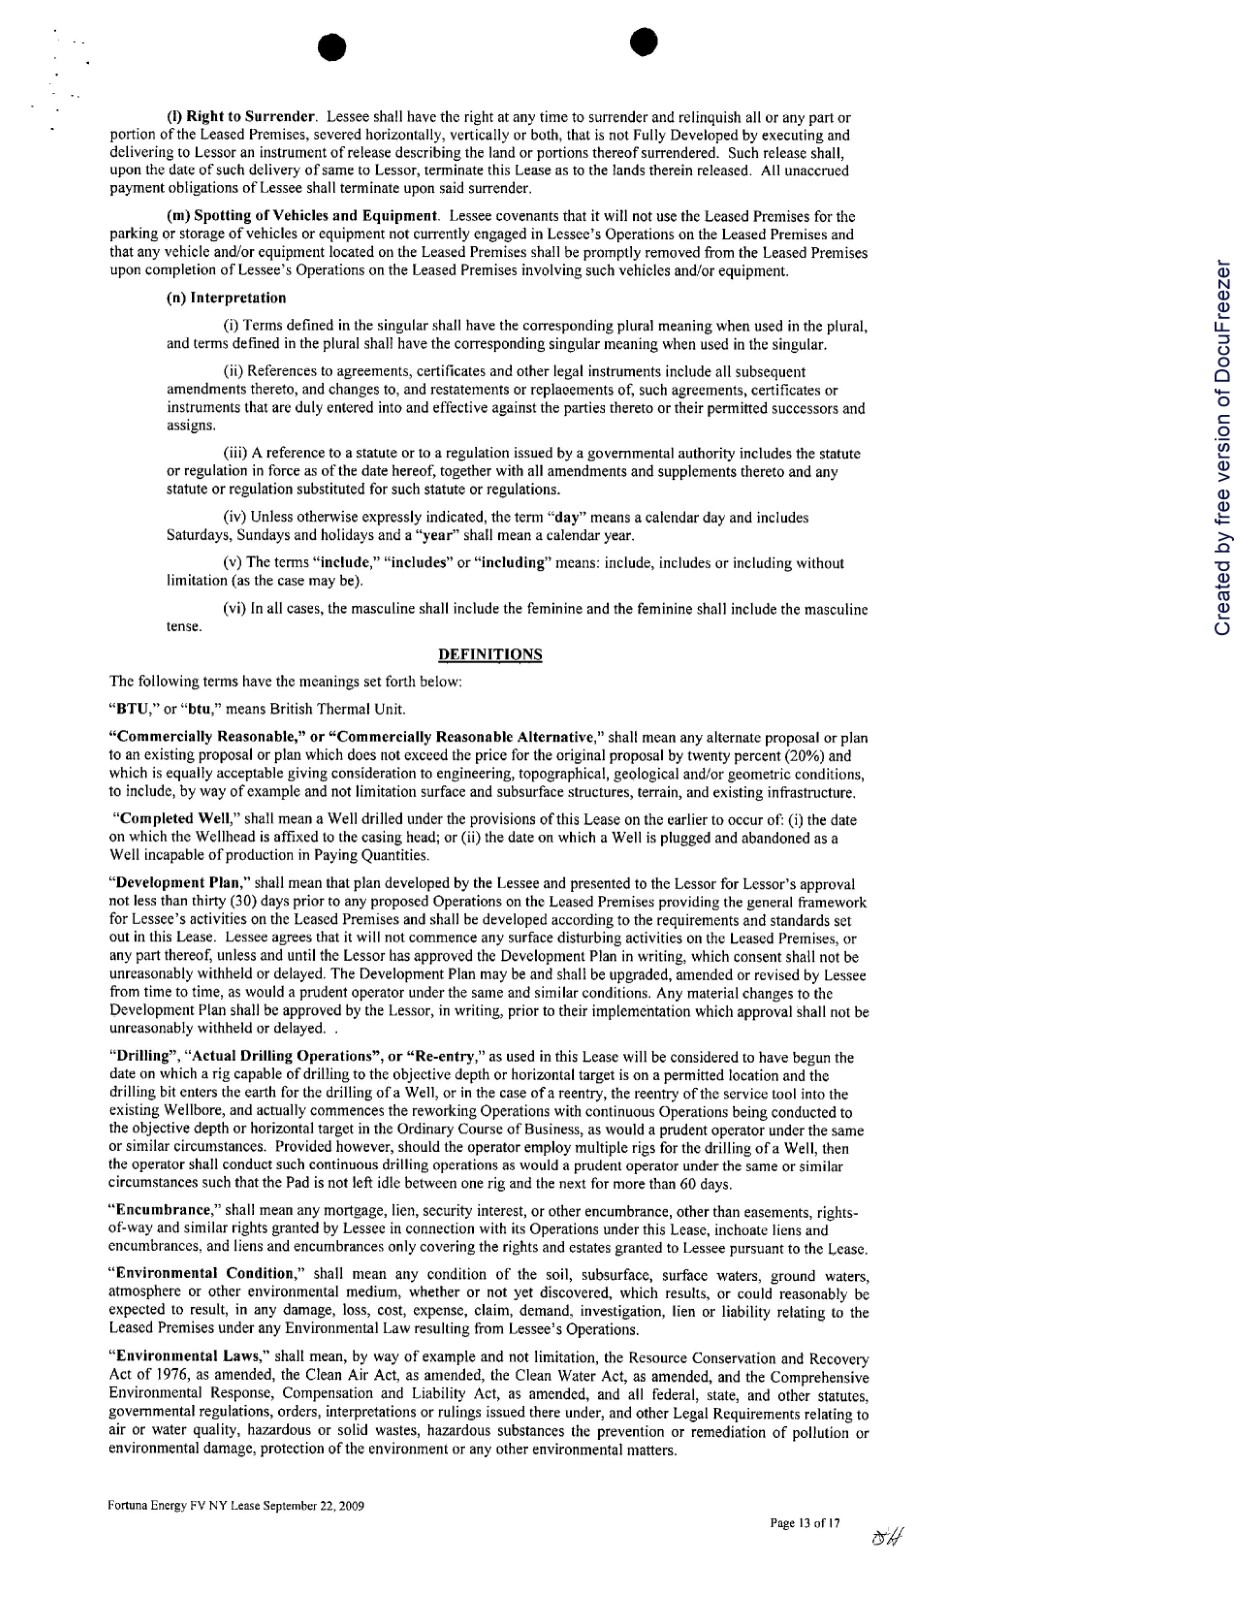 (l) Right to Surrender. Lessee shall have the right at any time to surrender and relinquish all or any part or
portion of the Leased Premises, severed horizontally, vertically or both, that is not Fully Developed by executing and
delivering to Lessor an instrument of release describing the land or portions thereof surrendered. Such release shall,
upon the date of such delivery of same to Lessor, terminate this Lease as to the lands therein released. All unaccrued
payment obligations of Lessee shall terminate upon said surrender.
(m) Spotting of Vehicles and Equipment. Lessee covenants that it will not use the Leased Premises for the
parking or storage of vehicles or equipment not currently engaged in Lessee's Operations on the Leased Premises and
that any vehicle and/or equipment located on the Leased Premises shall be promptly removed from the Leased Premises
upon completion of Lessee's Operations on the Leased Premises involving such vehicles and/or equipment.
(n) Interpretation
(i) Terms defined in the singular shall have the corresponding plural meaning when used in the plural,
and terms defined in the plural shall have the corresponding singular meaning when used in the singular.
(ii) References to agreements, certificates and other legal instruments include all subsequent
amendments thereto, and changes to, and restatements or replacements of, such agreements, certificates or
instruments that are duly entered into and effective against the parties thereto or their permitted successors and
assigns.
(iii) A reference to a statute or to a regulation issued by a governmental authority includes the statute
or regulation in force as of the date hereof, together with all amendments and supplements thereto and any
statute or regulation substituted for such statute or regulations.
(iv) Unless otherwise expressly indicated, the term “day” means a calendar day and includes
Saturdays, Sundays and holidays and a “year” shall mean a calendar year.
(v) The terms “include,” “includes” or “including” means: include, includes or including without
limitation (as the case may be).
(vi) In all cases, the masculine shall include the feminine and the feminine shall include the masculine
tense.
DEFINITIONS
The following terms have the meanings set forth below:
“BTU,” or “btu,” means British Thermal Unit.
“Commercially Reasonable,” or “Commercially Reasonable Alternative,” shall mean any alternate proposal or plan
to an existing proposal or plan which does not exceed the price for the original proposal by twenty percent (20%) and
which is equally acceptable giving consideration to engineering, topographical, geological and/or geometric conditions,
to include, by way of example and not limitation surface and subsurface structures, terrain, and existing infrastructure.
“Completed Well,” shall mean a Well drilled under the provisions of this Lease on the earlier to occur of: (i) the date
on which the Wellhead is affixed to the casing head; or (ii) the date on which a Well is plugged and abandoned as a
Well incapable of production in Paying Quantities.
“Development Plan,” shall mean that plan developed by the Lessee and presented to the Lessor for Lessor's approval
not less than thirty (30) days prior to any proposed Operations on the Leased Premises providing the general framework
for Lessee's activities on the Leased Premises and shall be developed according to the requirements and standards set
out in this Lease. Lessee agrees that it will not commence any surface disturbing activities on the Leased Premises, or
any part thereof, unless and until the Lessor has approved the Development Plan in writing, which consent shall not be
unreasonably withheld or delayed. The Development Plan may be and shall be upgraded, amended or revised by Lessee
from time to time, as would a prudent operator under the same and similar conditions. Any material changes to the
Development Plan shall be approved by the Lessor, in writing, prior to their implementation which approval shall not be
unreasonably withheld or delayed. .
“Drilling”, “Actual Drilling Operations”, or “Re-entry,” as used in this Lease will be considered to have begun the
date on which a rig capable of drilling to the objective depth or horizontal target is on a permitted location and the
drilling bit enters the earth for the drilling of a Well, or in the case of a reentry, the reentry of the service tool into the
existing Wellbore, and actually commences the reworking Operations with continuous Operations being conducted to
the objective depth or horizontal target in the Ordinary Course of Business, as would a prudent operator under the same
or similar circumstances. Provided however, should the operator employ multiple rigs for the drilling of a Well, then
the operator shall conduct such continuous drilling operations as would a prudent operator under the same or similar
circumstances such that the Pad is not left idle between one rig and the next for more than 60 days.
“Encumbrance,” shall mean any mortgage, lien, security interest, or other encumbrance, other than easements, rights-
of-way and similar rights granted by Lessee in connection with its Operations under this Lease, inchoate liens and
encumbrances, and liens and encumbrances only covering the rights and estates granted to Lessee pursuant to the Lease.
“Environmental Condition,” shall mean any condition of the soil, subsurface, surface waters, ground waters,
atmosphere or other environmental medium, whether or not yet discovered, which results, or could reasonably be
expected to result, in any damage, loss, cost, expense, claim, demand, investigation, lien or liability relating to the
Leased Premises under any Environmental Law resulting from Lessee's Operations.
“Environmental Laws,” shall mean, by way of example and not limitation, the Resource Conservation and Recovery
Act of 1976, as amended, the Clean Air Act, as amended, the Clean Water Act, as amended, and the Comprehensive
Environmental Response, Compensation and Liability Act, as amended, and all federal, state, and other statutes,
governmental regulations, orders, interpretations or rulings issued there under, and other Legal Requirements relating to
air or water quality, hazardous or solid wastes, hazardous substances the prevention or remediation of pollution or
environmental damage, protection of the environment or any other environmental matters.
Fortuna Energy FV NY Lease September 22, 2009
Page 13 of 17
Created by free version of DocuFreezer